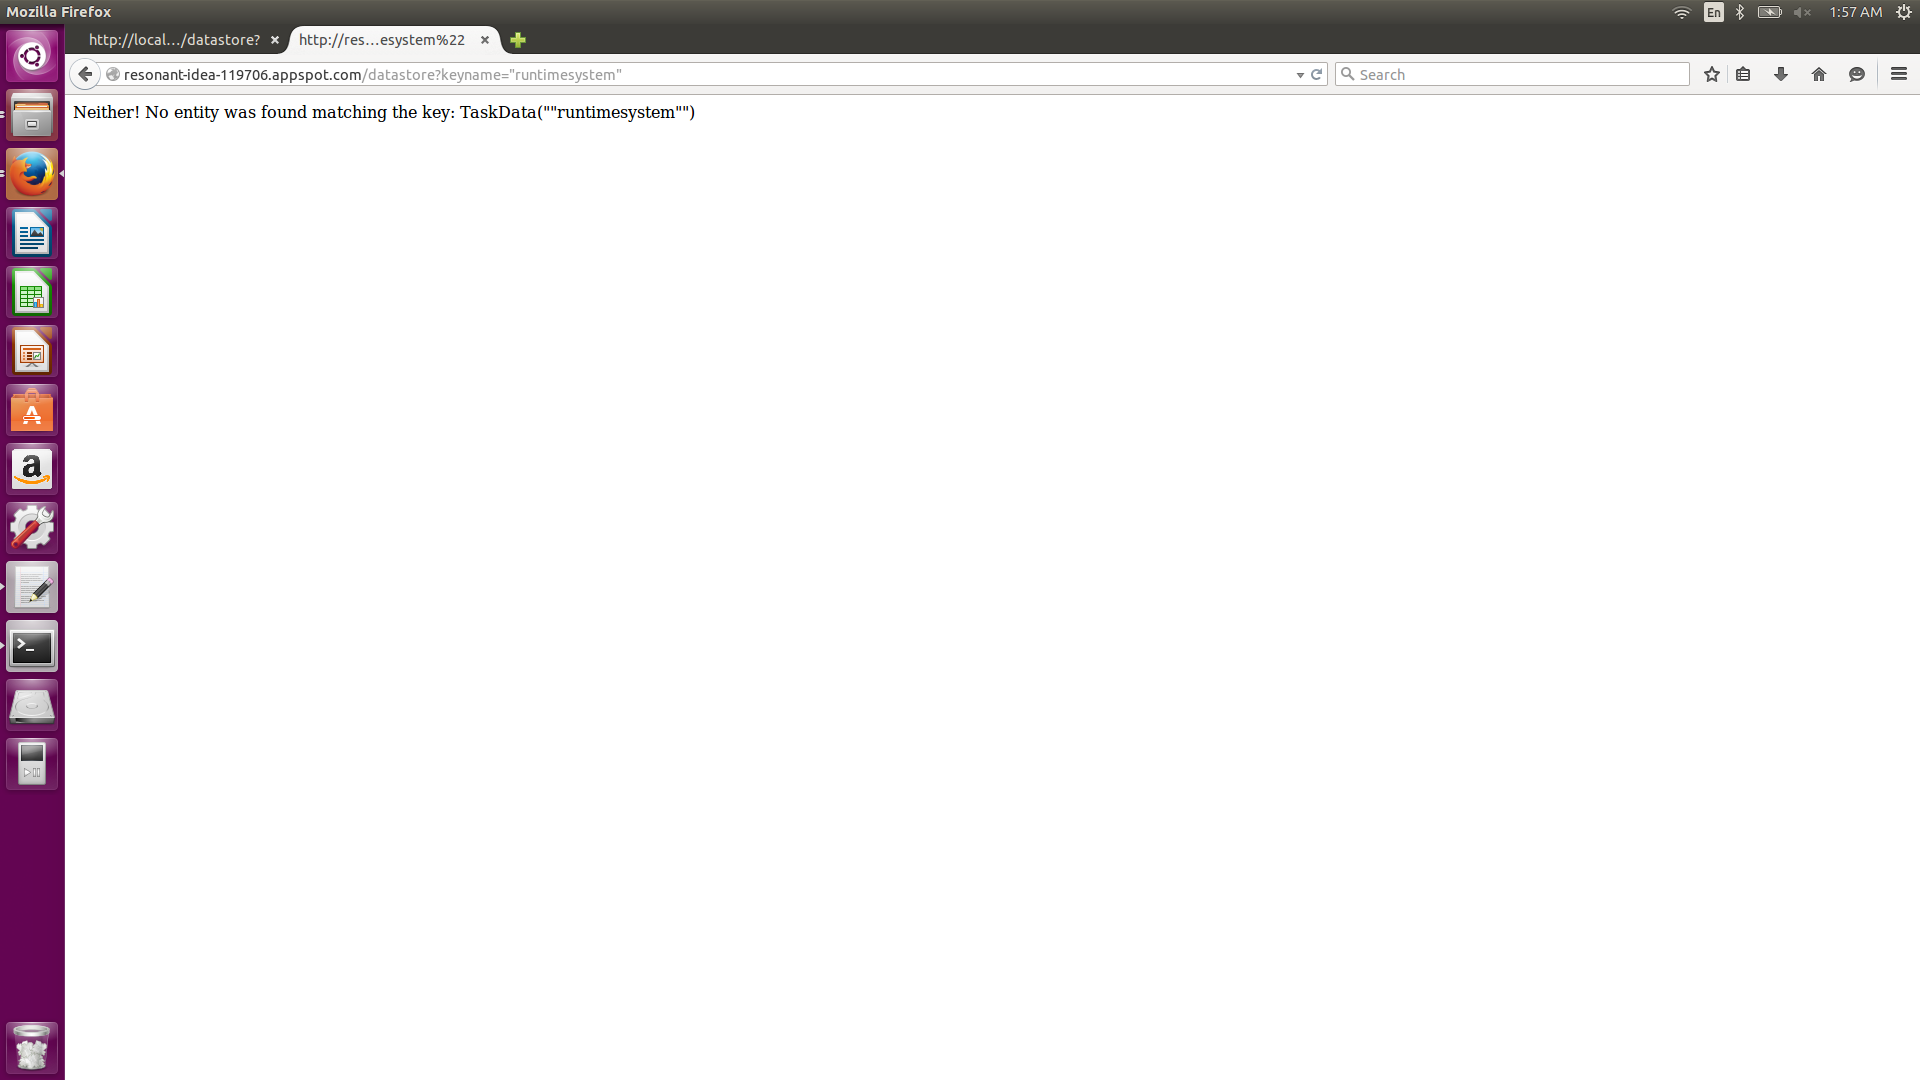 Mozilla Firefox
En
1:57 AM
http://local…/datastore?
http://res…esystem%22
resonant-idea-119706.appspot.com/datastore?keyname="runtimesystem"
Search
Neither! No entity was found matching the key: TaskData(""runtimesystem"")